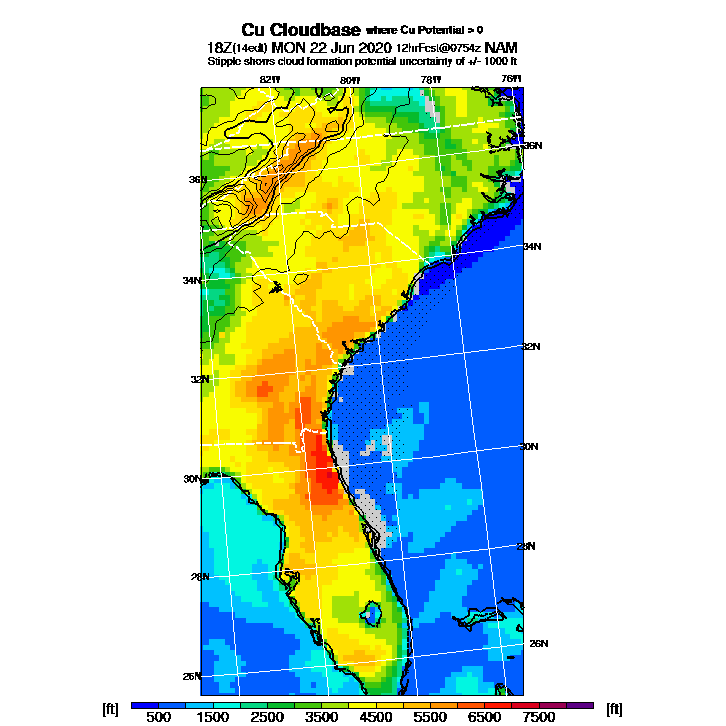 Cu Cloudbase where Cu Potential > 0
18Z(14edt) MON 22 Jun 2020 12hrFcst@0754z NAM
Stipple shows cloud formation potential uncertainty of +/- 1000 ft
82W 80W 78W 76W
36N
36N
34N
34N
32N
32N
30N
30N
28N
28N
26N
26N
[ft] [ft]
500 1500 2500 3500 4500 5500 6500 7500